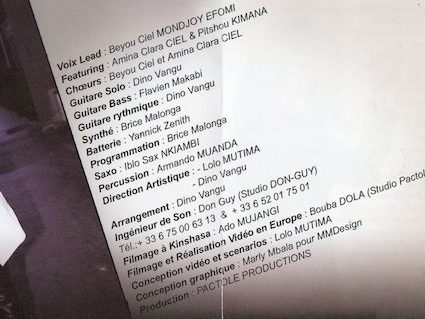 Voix Lead : Beyou Ciel MONDJOY EFOMI
Featuring : Amina Clara CIEL & Pitshou KIMANA
Chœurs : Beyou Ciel et Amina Clara CIEL
Guitare Solo : Dino Vangu
Guitare Bass : Flavien Makabi
Guitare rythmique : Dino Vangu
Synthé : Brice Malonga
Batterie : Yannick Zenith
Programmation : Brice Malonga
Saxo : Iblo Sax NKIAMBI
Percussion : Armando MUANDA
Direction Artistique : - Lolo MUTIMA
- Dino Vangu
Arrangement : Dino Vangu
Ingénieur de Son : Don Guy (Studio DON-GUY)
Tél.:+ 33 6 75 00 63 13 & + 33 6 52 01 75 01
Filmage à Kinshasa : Ado MUJANGI
Filmage et Réalisation Vidéo en Europe : Bouba DOLA (Studio Pactol
Conception vidéo et scenarios : Lolo MUTIMA
Conception graphique : Marly Mbala pour MMDesign
Production : PACTOLE PRODUCTIONS